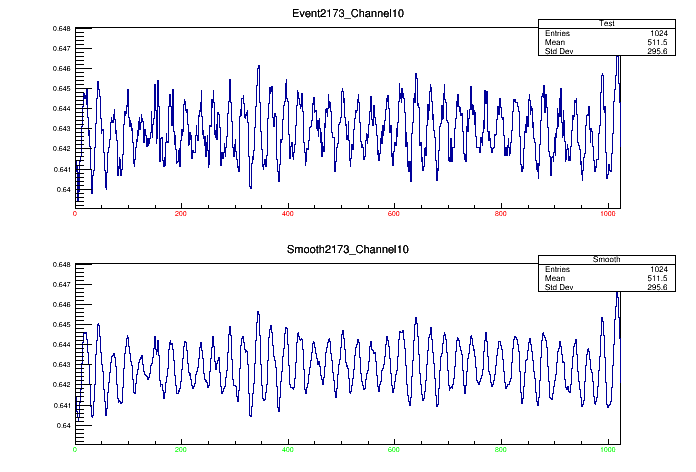 Event2173_Channel10
Test
Entries 1024
Mean 511.5
Std Dev 295.6
0.648
0.647
0.646
0.645
0.644
0.643
0.642
0.641
0.64
0 200 400 600 800 1000
Smooth2173_Channel10
Smooth
Entries 1024
Mean 511.5
Std Dev 295.6
0.648
0.647
0.646
0.645
0.644
0.643
0.642
0.641
0.64
0 200 400 600 800 1000